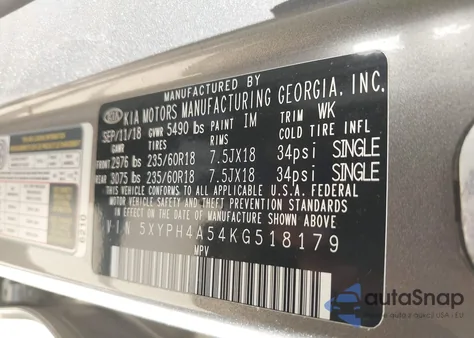 MANUFACTURED BY
KIA KIA MOTORS MANUFACTURING GEORGIA, INC.
SEP/11/18 GVWR 5490 lbs PAINT IM TRIM WK
GAWR TIRES RIMS COLD TIRE INFL
FRONT 2976 lbs 235/60R18 7.5JX18 34psi SINGLE
REAR 3075 lbs 235/60R18 7.5JX18 34psi SINGLE
THIS VEHICLE CONFORMS TO ALL APPLICABLE U.S.A. FEDERAL
MOTOR VEHICLE SAFETY AND THEFT PREVENTION STANDARDS
IN EFFECT ON THE DATE OF MANUFACTURE SHOWN ABOVE
VIN 5XYPH4A54KG518179
MPV
autoSnap